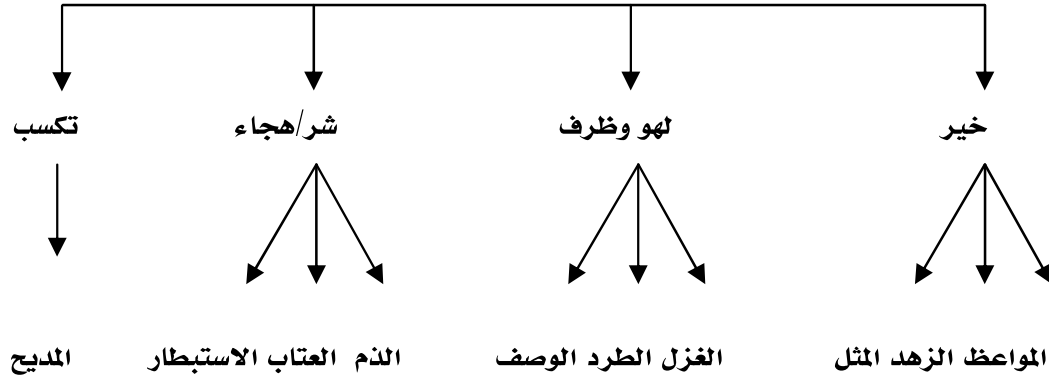 خير لهو وظرف شر/هجاء تكسب
المواعظ الزهد المثل الغزل الطرد الوصف الذم العتاب الاستبطار المديح